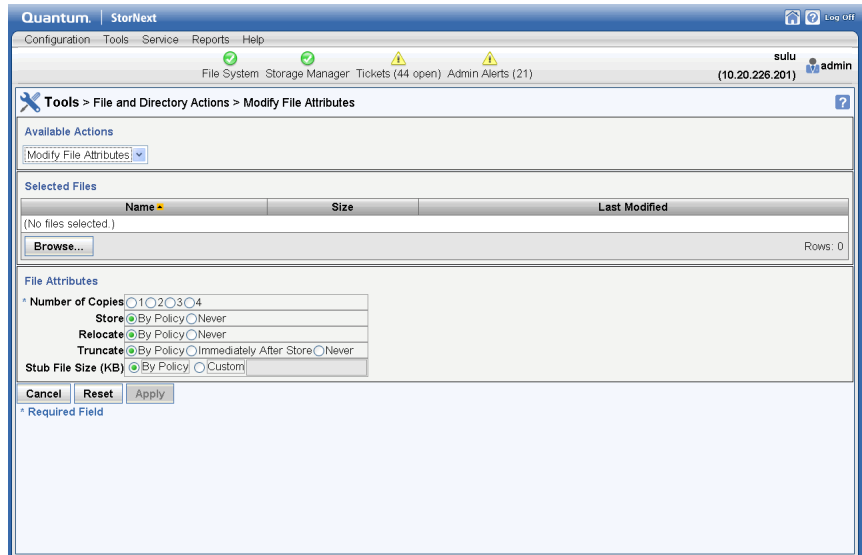 Quantum. | StorNext Log Off
Configuration Tools Service Reports Help
File System Storage Manager Tickets (44 open) Admin Alerts (21)
sulu
(10.20.226.201)
admin
Tools > File and Directory Actions > Modify File Attributes
Available Actions
Modify File Attributes
Selected Files
Name Size Last Modified
(No files selected.)
Browse... Rows: 0
File Attributes
* Number of Copies 1 2 3 4
Store By Policy Never
Relocate By Policy Never
Truncate By Policy Immediately After Store Never
Stub File Size (KB) By Policy Custom
Cancel Reset Apply
* Required Field